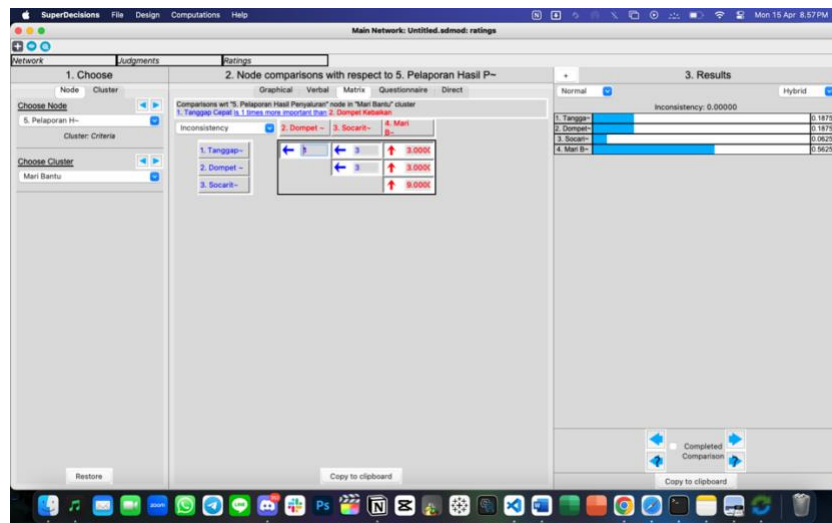 SuperDecisions File Design Computations Help Mon 15 Apr 8.57 PM
Main Network: Untitled.sdmod: ratings
Network Judgments Ratings
1. Choose
Node Cluster
Choose Node
5. Pelaporan H~
Cluster: Criteria
Choose Cluster
Mari Bantu
Restore
2. Node comparisons with respect to 5. Pelaporan Hasil P~
Graphical Verbal Matrix Questionnaire Direct
Comparisons wrt "5. Pelaporan Hasil Penyaluran" node in "Mari Bantu" cluster
1. Tanggap Cepat is 1 times more important than 2. Dompet Kebaikan
Inconsistency 2. Dompet ~ 3. Socarit~ 4. Mari B~
1. Tanggap~ 1 3 3.0000
2. Dompet ~ 3 3.0000
3. Socarit~ 9.0000
Copy to clipboard
+ 3. Results
Normal Hybrid
Inconsistency: 0.00000
1. Tangga~ 0.1875
2. Dompet~ 0.1875
3. Socari~ 0.0625
4. Mari B~ 0.5625
Completed
Comparison
Copy to clipboard
zoom
Ps